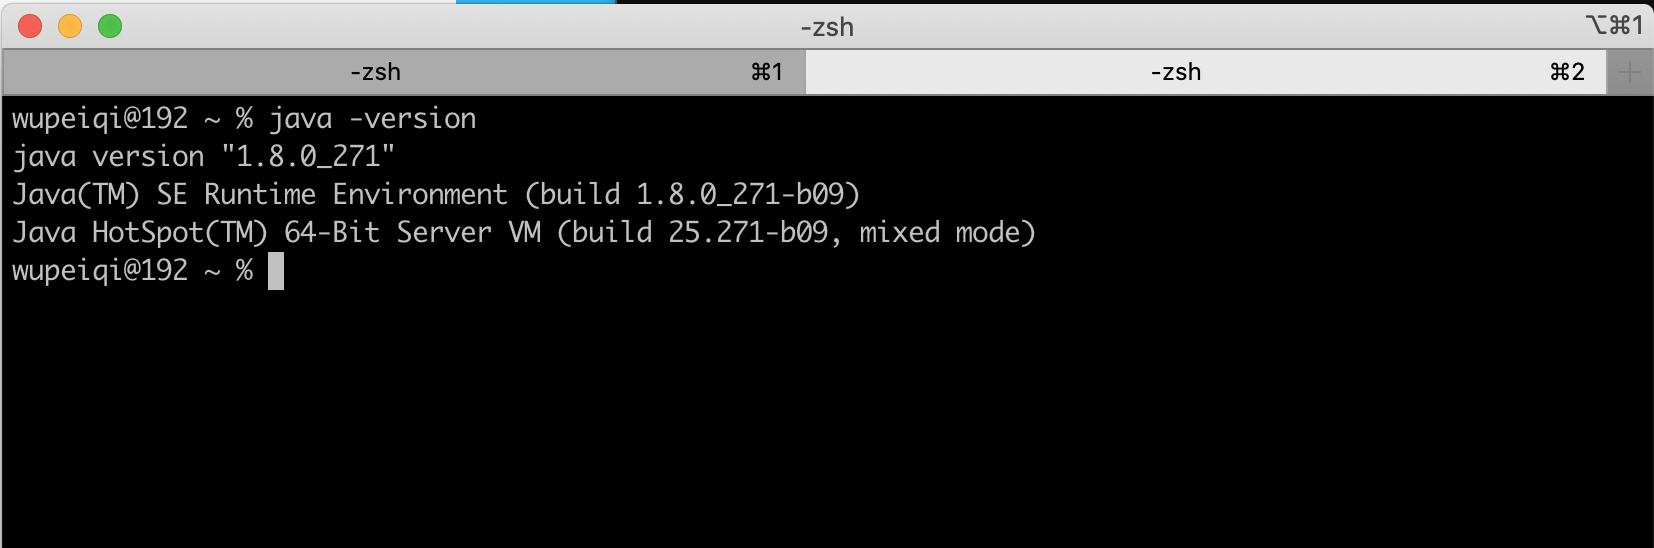 -zsh ⌥⌘1
-zsh ⌘1 -zsh ⌘2 +
wupeiqi@192 ~ % java -version
java version "1.8.0_271"
Java(TM) SE Runtime Environment (build 1.8.0_271-b09)
Java HotSpot(TM) 64-Bit Server VM (build 25.271-b09, mixed mode)
wupeiqi@192 ~ %